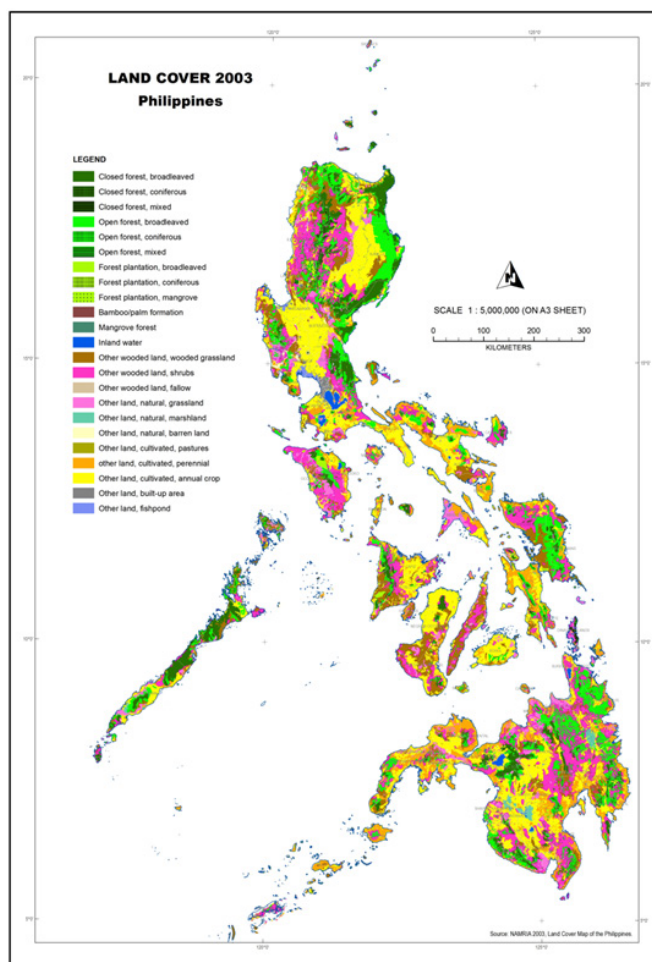 LAND COVER 2003
Philippines
LEGEND
Closed forest, broadleaved
Closed forest, coniferous
Closed forest, mixed
Open forest, broadleaved
Open forest, coniferous
Open forest, mixed
Forest plantation, broadleaved
Forest plantation, coniferous
Forest plantation, mangrove
Bamboo/palm formation
Mangrove forest
Inland water
Other wooded land, wooded grassland
Other wooded land, shrubs
Other wooded land, fallow
Other land, natural, grassland
Other land, natural, marshland
Other land, natural, barren land
Other land, cultivated, pastures
other land, cultivated, perennial
Other land, cultivated, annual crop
Other land, built-up area
Other land, fishpond
SCALE 1 : 5,000,000 (ON A3 SHEET)
0 50 100 200 300
KILOMETERS
Source: NAMRIA 2003, Land Cover Map of the Philippines